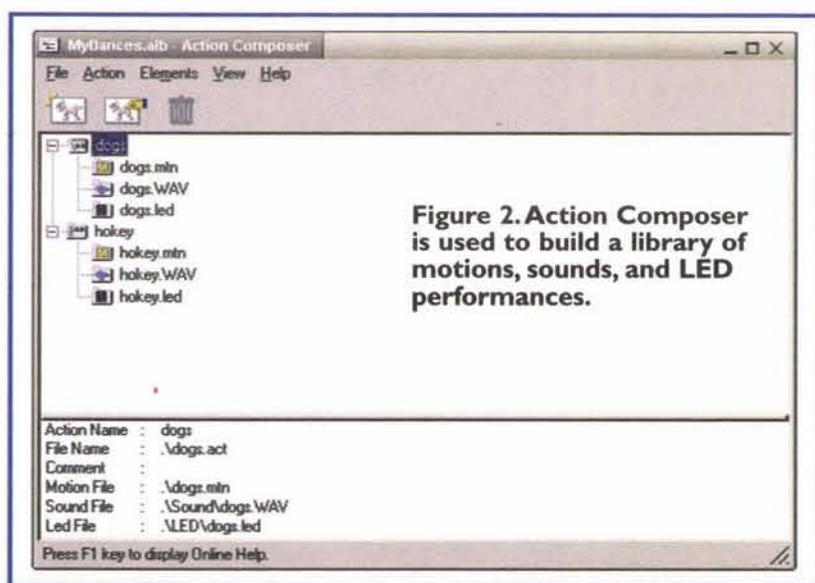 MyDances.alb - Action Composer
File Action Elements View Help
dogs
dogs.mtn
dogs.WAV
dogs.led
hokey
hokey.mtn
hokey.WAV
hokey.led
Figure 2. Action Composer
is used to build a library of
motions, sounds, and LED
performances.
Action Name : dogs
File Name : .\dogs.act
Comment :
Motion File : .\dogs.mtn
Sound File : .\Sound\dogs.WAV
Led File : .\LED\dogs.led
Press F1 key to display Online Help.